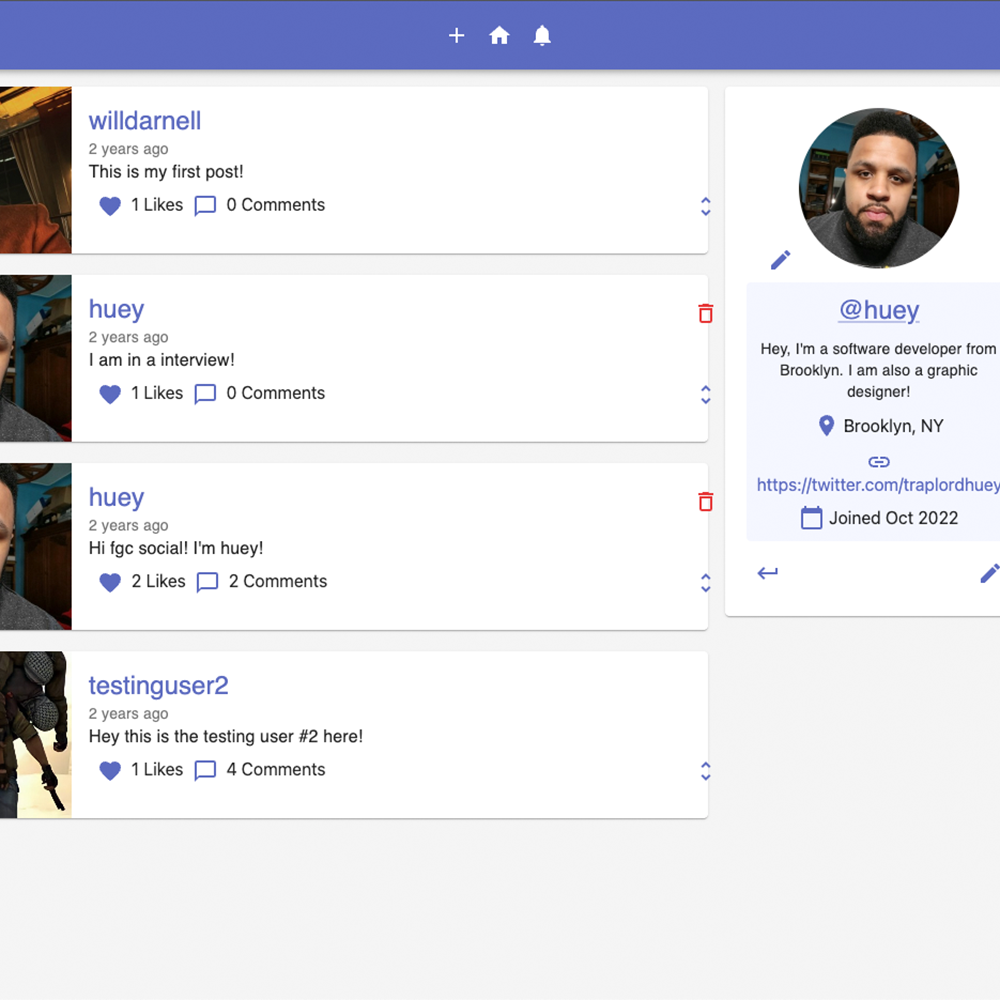 willdarnell
2 years ago
This is my first post!
1 Likes 0 Comments
huey
2 years ago
I am in a interview!
1 Likes 0 Comments
huey
2 years ago
Hi fgc social! I'm huey!
2 Likes 2 Comments
testinguser2
2 years ago
Hey this is the testing user #2 here!
1 Likes 4 Comments
@huey
Hey, I'm a software developer from
Brooklyn. I am also a graphic
designer!
Brooklyn, NY
https://twitter.com/traplordhuey
Joined Oct 2022